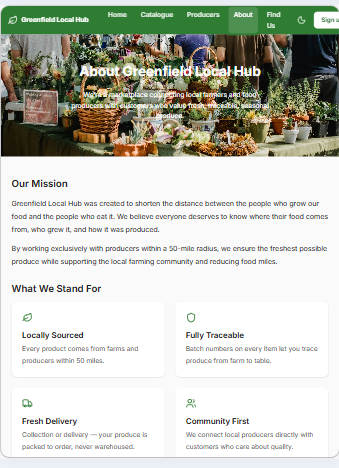 Greenfield Local Hub
Home
Catalogue
Producers
About
Find
Us
Sign u
About Greenfield Local Hub
We're a marketplace connecting local farmers and food
producers with customers who value fresh, traceable, seasonal
produce.
Our Mission
Greenfield Local Hub was created to shorten the distance between the people who grow our
food and the people who eat it. We believe everyone deserves to know where their food comes
from, who grew it, and how it was produced.
By working exclusively with producers within a 50-mile radius, we ensure the freshest possible
produce while supporting the local farming community and reducing food miles.
What We Stand For
Locally Sourced
Every product comes from farms and
producers within 50 miles.
Fully Traceable
Batch numbers on every item let you trace
produce from farm to table.
Fresh Delivery
Collection or delivery — your produce is
packed to order, never warehoused.
Community First
We connect local producers directly with
customers who care about quality.